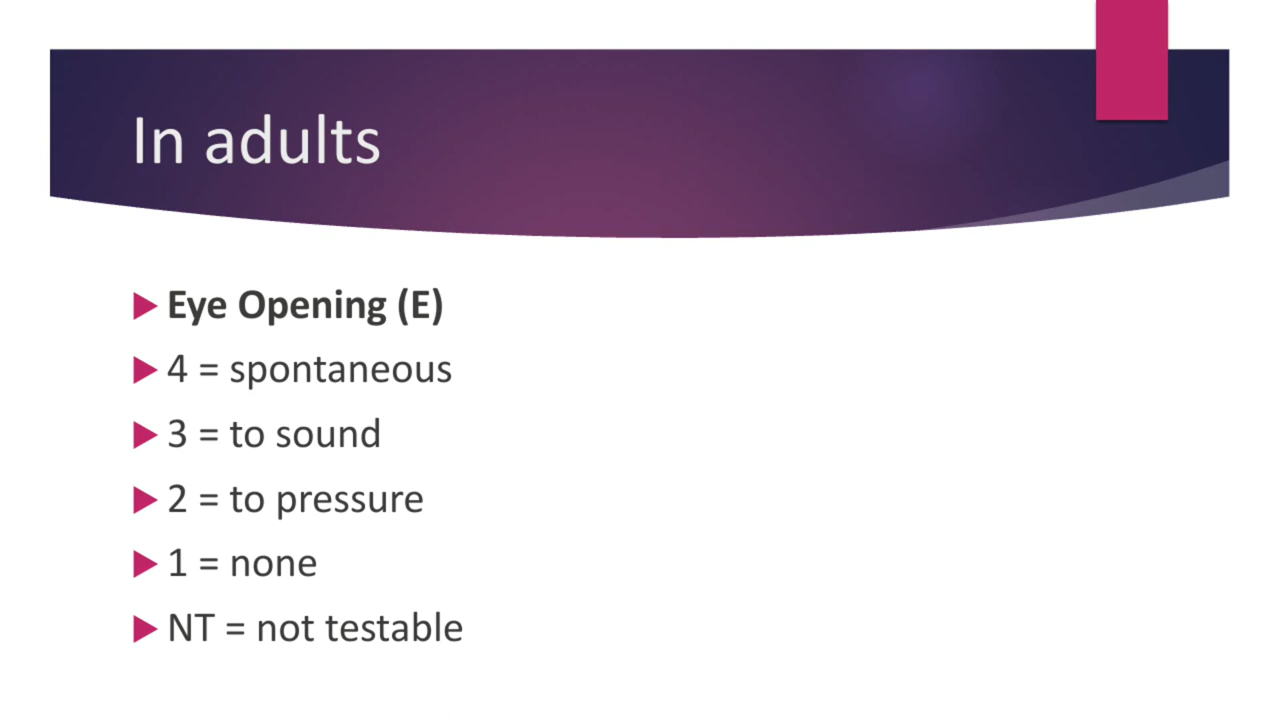 In adults
Eye Opening (E)
4 = spontaneous
3 = to sound
2 = to pressure
1 = none
NT = not testable